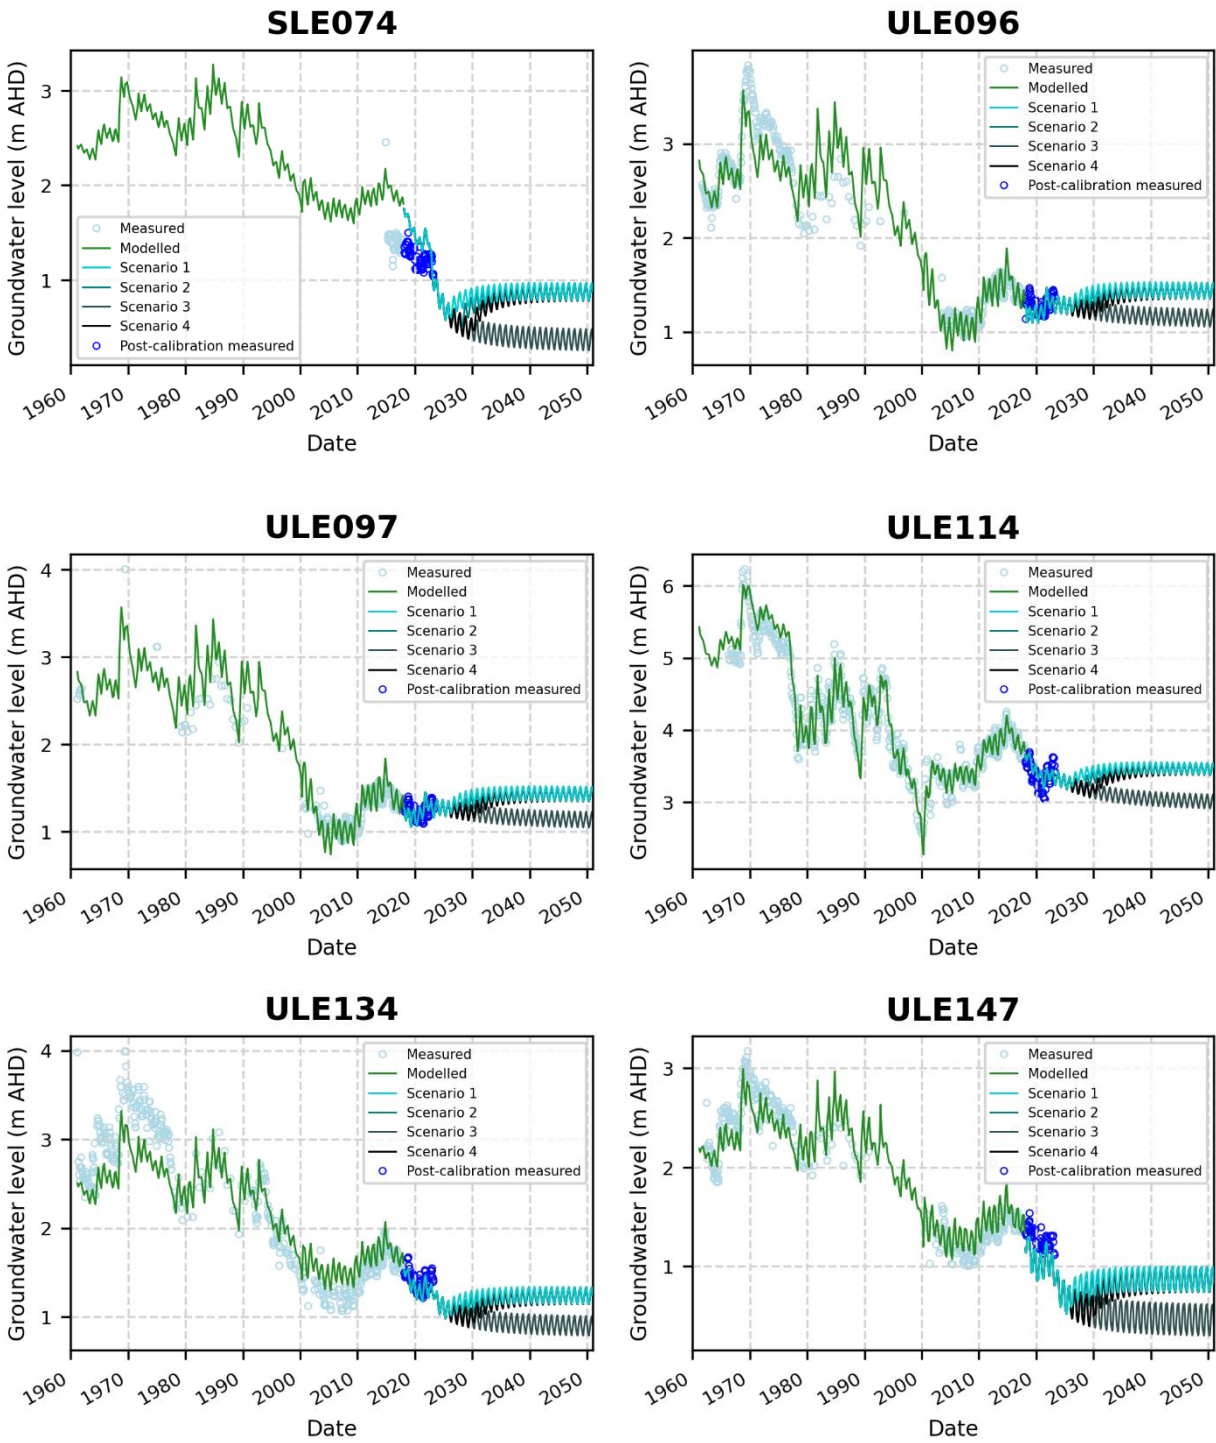 SLE074
Groundwater level (m AHD)
3
2
1
Measured
Modelled
Scenario 1
Scenario 2
Scenario 3
Scenario 4
Post-calibration measured
1960 1970 1980 1990 2000 2010 2020 2030 2040 2050
Date
ULE096
Groundwater level (m AHD)
3
2
1
Measured
Modelled
Scenario 1
Scenario 2
Scenario 3
Scenario 4
Post-calibration measured
1960 1970 1980 1990 2000 2010 2020 2030 2040 2050
Date
ULE097
Groundwater level (m AHD)
4
3
2
1
Measured
Modelled
Scenario 1
Scenario 2
Scenario 3
Scenario 4
Post-calibration measured
1960 1970 1980 1990 2000 2010 2020 2030 2040 2050
Date
ULE114
Groundwater level (m AHD)
6
5
4
3
Measured
Modelled
Scenario 1
Scenario 2
Scenario 3
Scenario 4
Post-calibration measured
1960 1970 1980 1990 2000 2010 2020 2030 2040 2050
Date
ULE134
Groundwater level (m AHD)
4
3
2
1
Measured
Modelled
Scenario 1
Scenario 2
Scenario 3
Scenario 4
Post-calibration measured
1960 1970 1980 1990 2000 2010 2020 2030 2040 2050
Date
ULE147
Groundwater level (m AHD)
3
2
1
Measured
Modelled
Scenario 1
Scenario 2
Scenario 3
Scenario 4
Post-calibration measured
1960 1970 1980 1990 2000 2010 2020 2030 2040 2050
Date